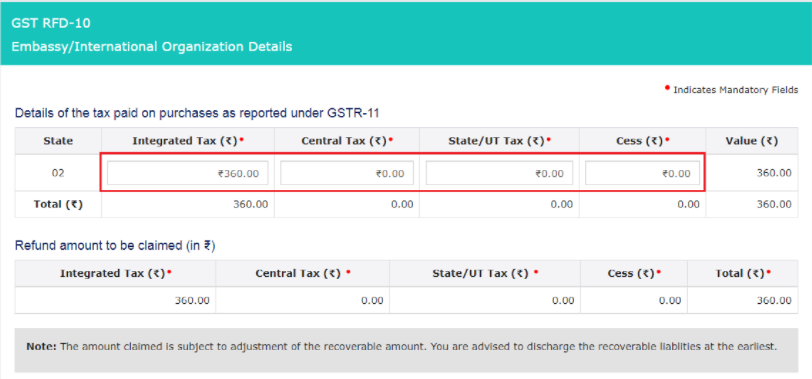 GST RFD-10
Embassy/International Organization Details
• Indicates Mandatory Fields
Details of the tax paid on purchases as reported under GSTR-11
State Integrated Tax (₹)• Central Tax (₹)• State/UT Tax (₹)• Cess (₹)• Value (₹)
02 ₹360.00 ₹0.00 ₹0.00 ₹0.00 360.00
Total (₹) 360.00 0.00 0.00 0.00 360.00
Refund amount to be claimed (in ₹)
Integrated Tax (₹)• Central Tax (₹) • State/UT Tax (₹) • Cess (₹)• Total (₹)•
360.00 0.00 0.00 0.00 360.00
Note: The amount claimed is subject to adjustment of the recoverable amount. You are advised to discharge the recoverable liablities at the earliest.